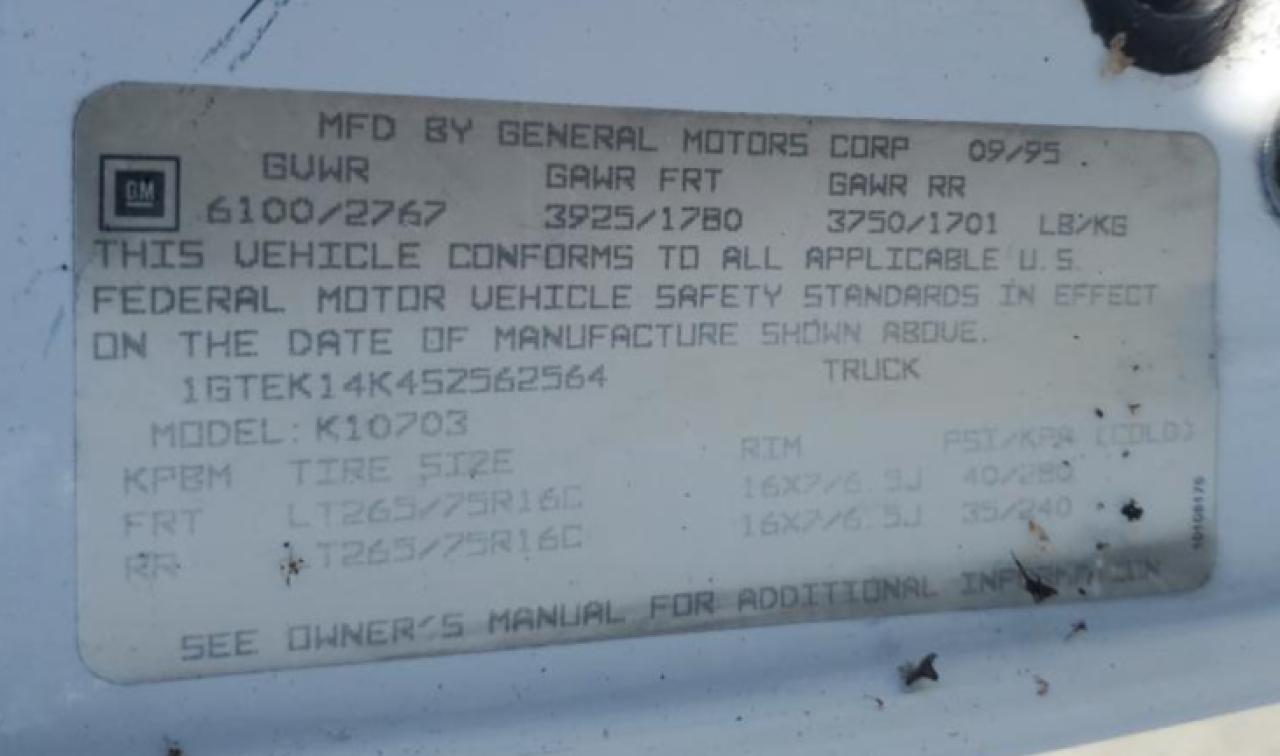 MFD BY GENERAL MOTORS CORP 09/95
GM
GVWR GAWR FRT GAWR RR
6100/2767 3925/1780 3750/1701 LB/KG
THIS VEHICLE CONFORMS TO ALL APPLICABLE U.S.
FEDERAL MOTOR VEHICLE SAFETY STANDARDS IN EFFECT
ON THE DATE OF MANUFACTURE SHOWN ABOVE.
1GTEK14K4SZ562564 TRUCK
MODEL: K10703
KPBM TIRE SIZE RIM PSI/KPA (COLD)
FRT LT265/75R16C 16X7/6.5J 40/280
RR LT265/75R16C 16X7/6.5J 35/240
SEE OWNER'S MANUAL FOR ADDITIONAL INFORMATION